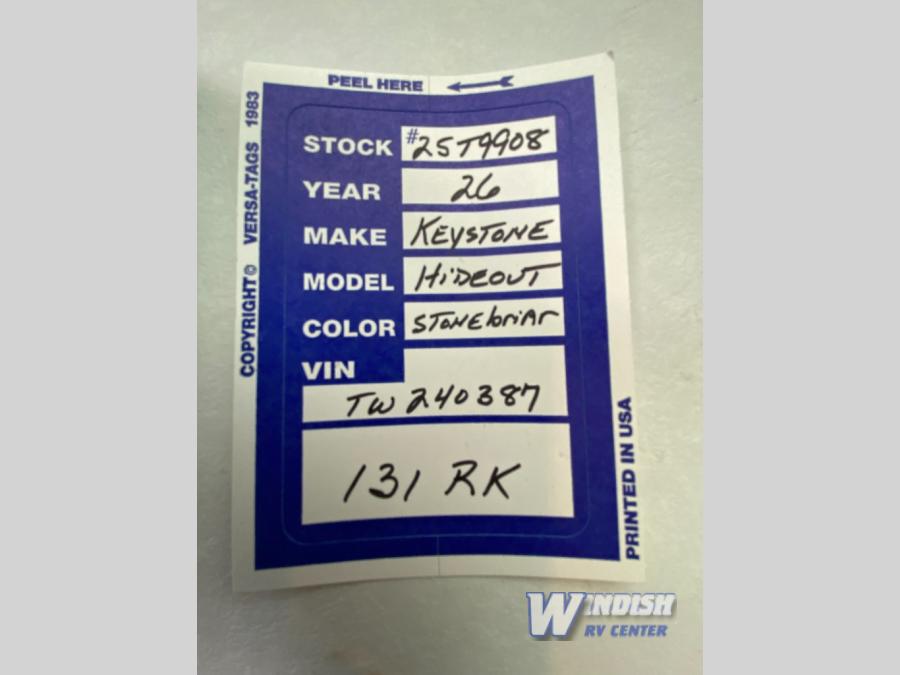 PEEL HERE
COPYRIGHT © VERSA-TAGS 1983
STOCK #25T9908
YEAR 26
MAKE KEYSTONE
MODEL HiDEOUT
COLOR STONEbriAr
VIN
TW240387
131 RK
PRINTED IN USA
WINDISH
RV CENTER